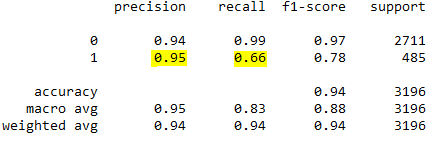 precision recall f1-score support
0 0.94 0.99 0.97 2711
1 0.95 0.66 0.78 485
accuracy 0.94 3196
macro avg 0.95 0.83 0.88 3196
weighted avg 0.94 0.94 0.94 3196